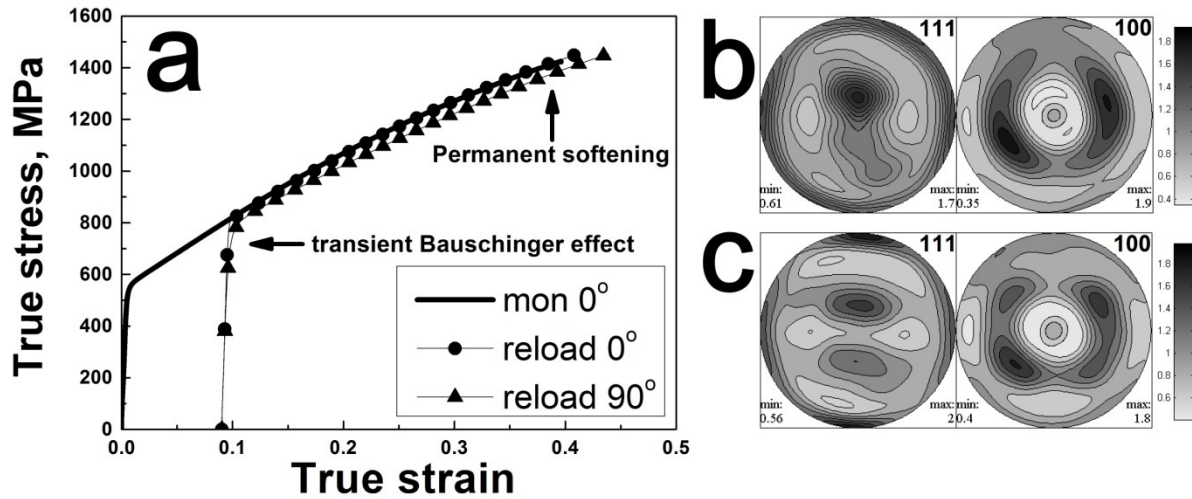 a
1600
1400
1200
1000
800
600
400
200
0
True stress, MPa
0.0 0.1 0.2 0.3 0.4 0.5
True strain
Permanent softening
transient Bauschinger effect
mon 0°
reload 0°
reload 90°
b
111
100
min:
0.61
max:
1.7
0.35
max:
1.9
1.8
1.6
1.4
1.2
1
0.8
0.6
0.4
c
111
100
min:
0.56
max:
2
0.4
max:
1.8
1.8
1.6
1.4
1.2
1
0.8
0.6